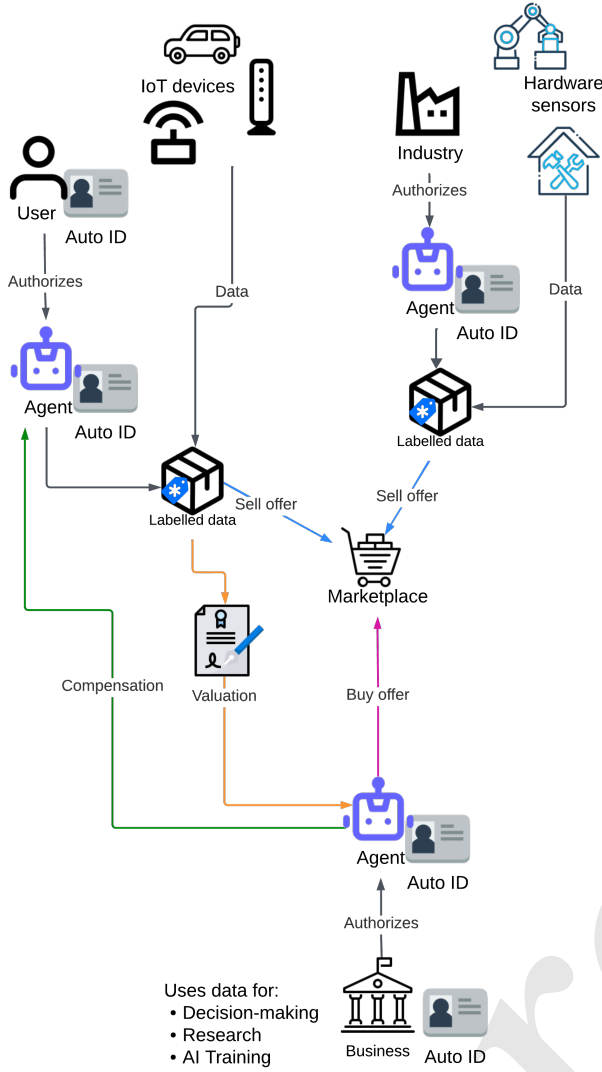 IoT devices
Hardware
sensors
Industry
Authorizes
User
Auto ID
Authorizes
Data
Data
Agent
Auto ID
Agent
Auto ID
Labelled data
Sell offer
Sell offer
Labelled data
Marketplace
Compensation
Valuation
Buy offer
Agent
Auto ID
Authorizes
Uses data for:
• Decision-making
• Research
• AI Training
Business
Auto ID